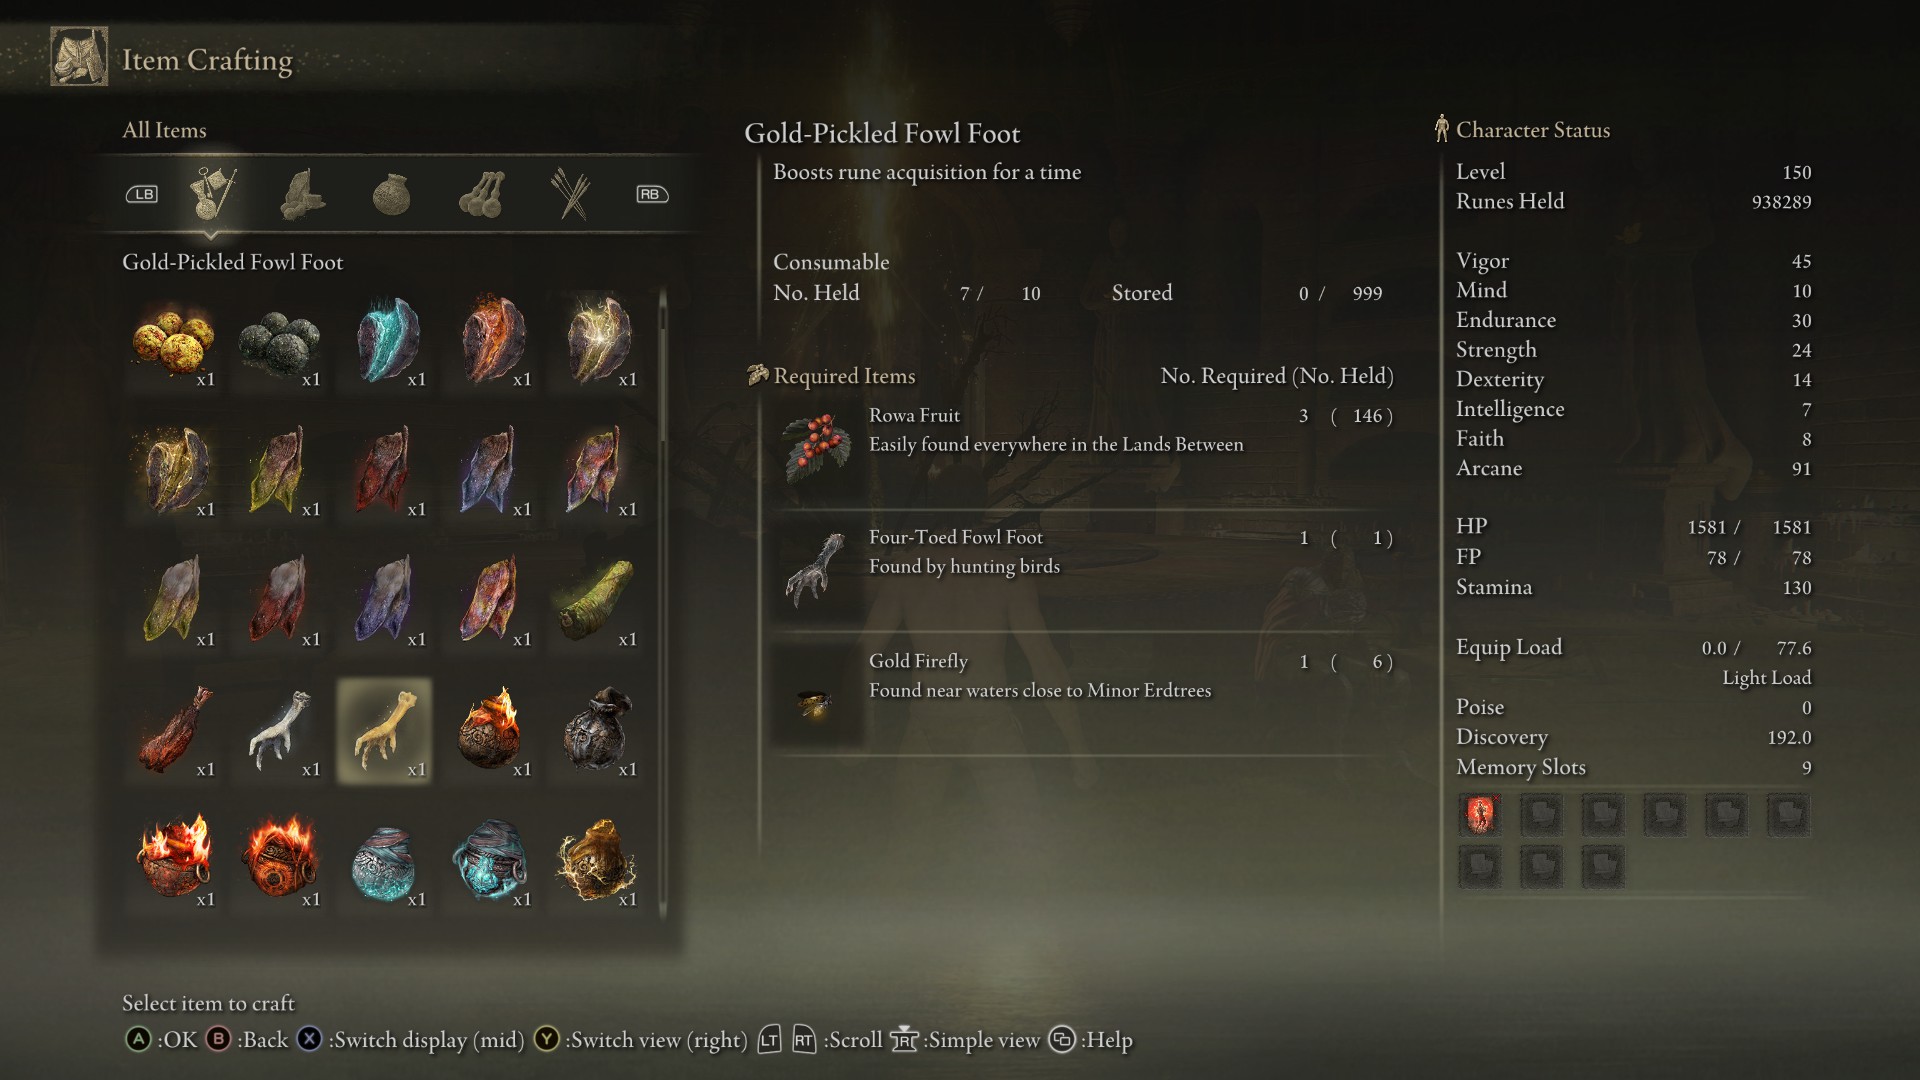 Item Crafting
All Items
LB
RB
Gold-Pickled Fowl Foot
x1 x1 x1 x1 x1
x1 x1 x1 x1 x1
x1 x1 x1 x1 x1
x1 x1 x1 x1 x1
x1 x1 x1 x1 x1
Gold-Pickled Fowl Foot
Boosts rune acquisition for a time
Consumable
No. Held 7 / 10 Stored 0 / 999
Required Items No. Required (No. Held)
Rowa Fruit 3 ( 146 )
Easily found everywhere in the Lands Between
Four-Toed Fowl Foot 1 ( 1 )
Found by hunting birds
Gold Firefly 1 ( 6 )
Found near waters close to Minor Erdtrees
Character Status
Level 150
Runes Held 938289
Vigor 45
Mind 10
Endurance 30
Strength 24
Dexterity 14
Intelligence 7
Faith 8
Arcane 91
HP 1581 / 1581
FP 78 / 78
Stamina 130
Equip Load 0.0 / 77.6
Light Load
Poise 0
Discovery 192.0
Memory Slots 9
Select item to craft
A :OK B :Back X :Switch display (mid) Y :Switch view (right) LT RT :Scroll R :Simple view :Help